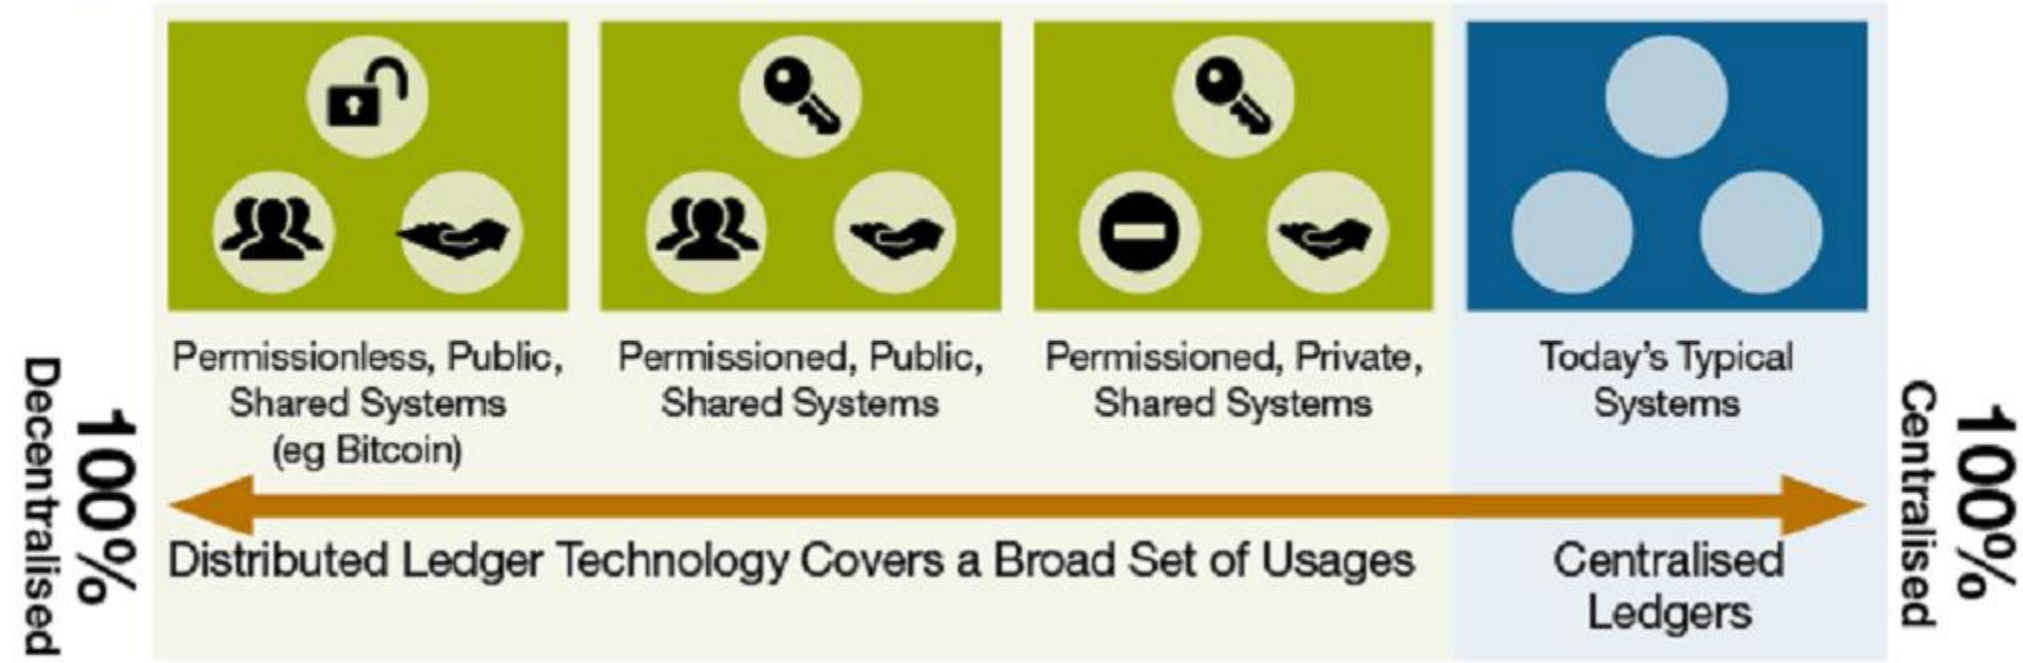 Permissionless, Public,
Shared Systems
(eg Bitcoin)
Permissioned, Public,
Shared Systems
Permissioned, Private,
Shared Systems
Today's Typical
Systems
100%
Decentralised
100%
Centralised
Distributed Ledger Technology Covers a Broad Set of Usages
Centralised
Ledgers